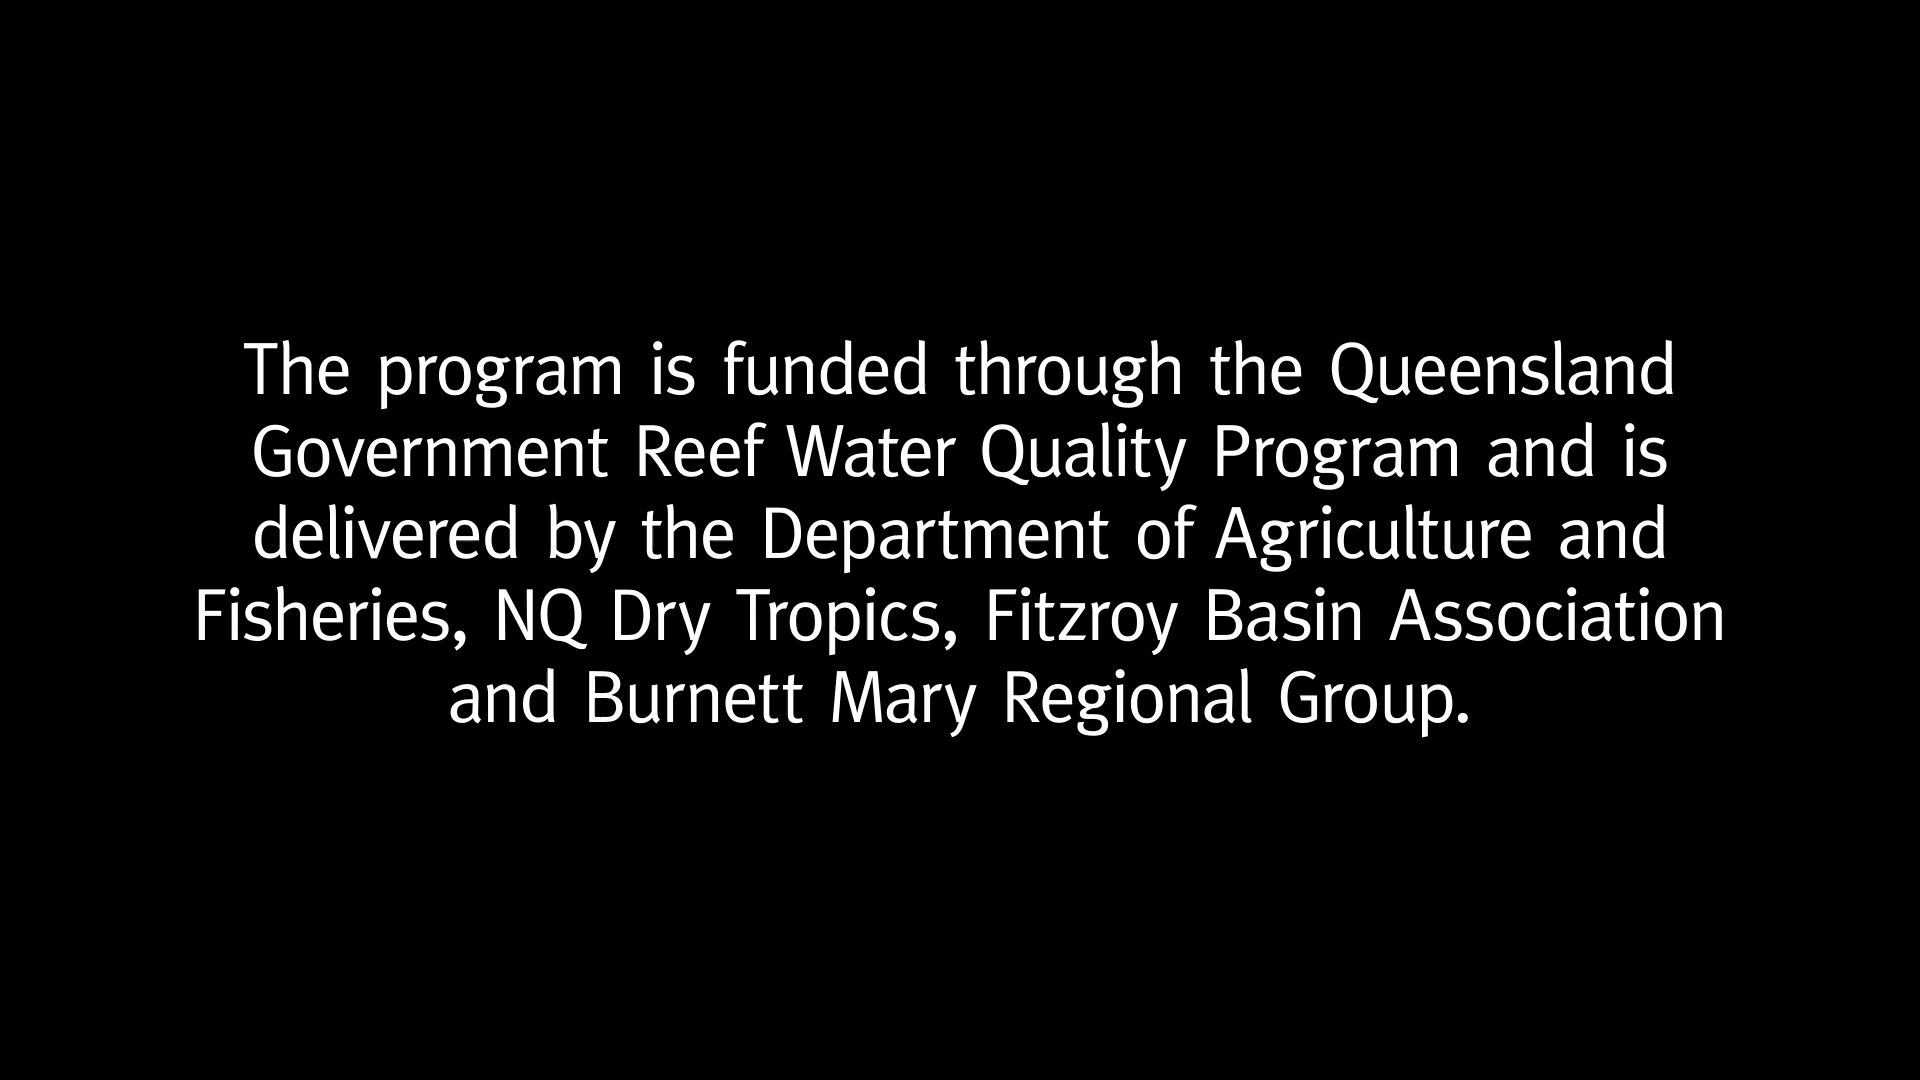 The program is funded through the Queensland
Government Reef Water Quality Program and is
delivered by the Department of Agriculture and
Fisheries, NQ Dry Tropics, Fitzroy Basin Association
and Burnett Mary Regional Group.